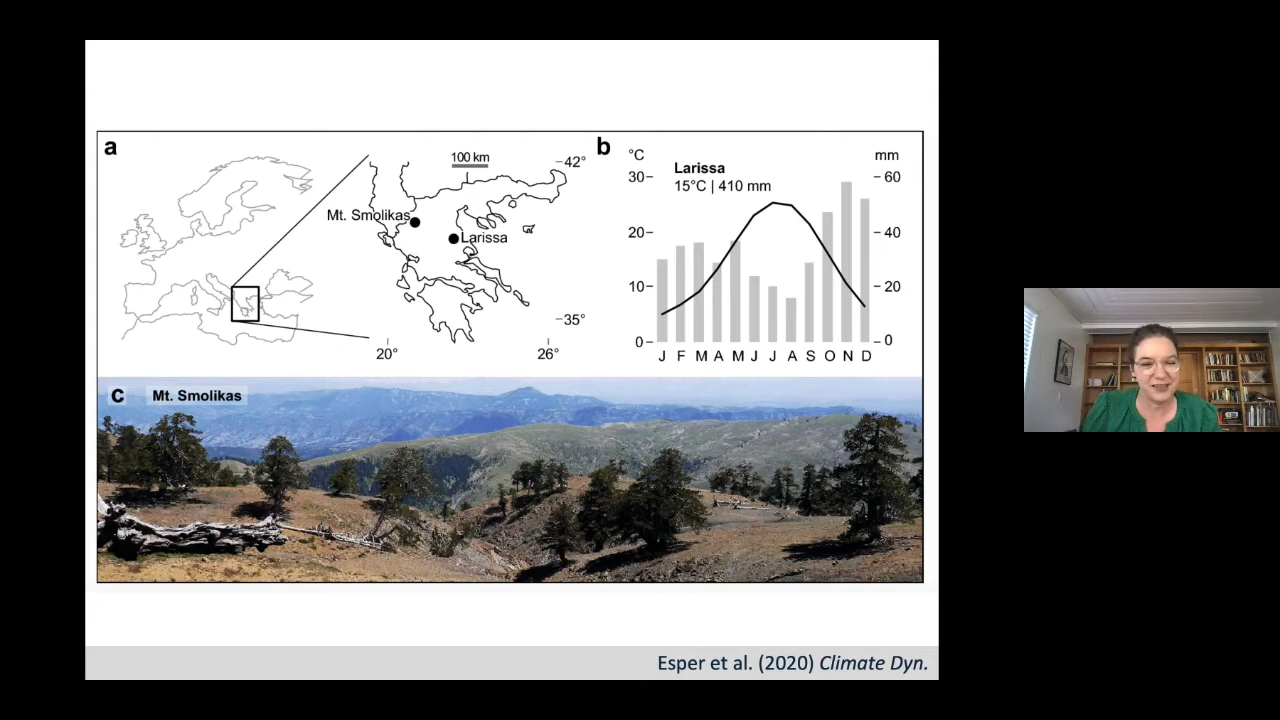 a
100 km
42°
Mt. Smolikas
Larissa
35°
20°
26°
b
°C
mm
Larissa
15°C | 410 mm
30
60
20
40
10
20
0
0
J F M A M J J A S O N D
c Mt. Smolikas
Esper et al. (2020) Climate Dyn.